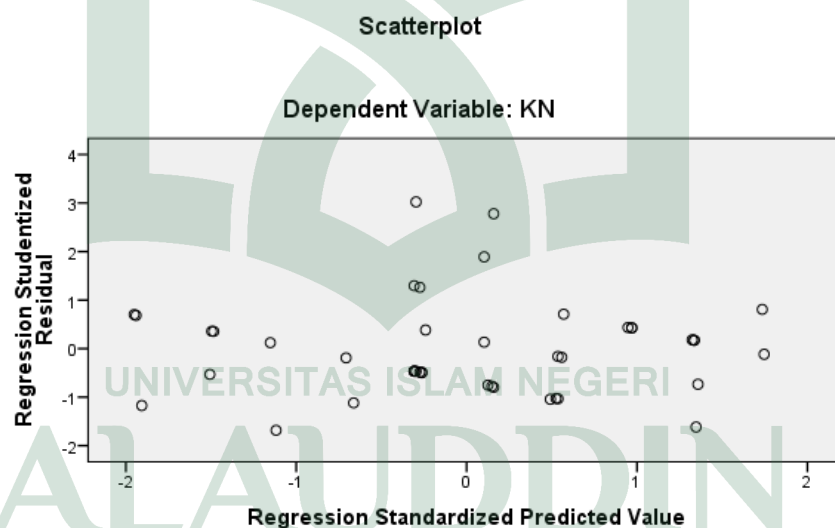 Scatterplot
Dependent Variable: KN
Regression Studentized
Residual
4
3
2
1
0
-1
-2
UNIVERSITAS ISLAM NEGERI
ALAUDDIN
-2
-1
0
1
2
Regression Standardized Predicted Value